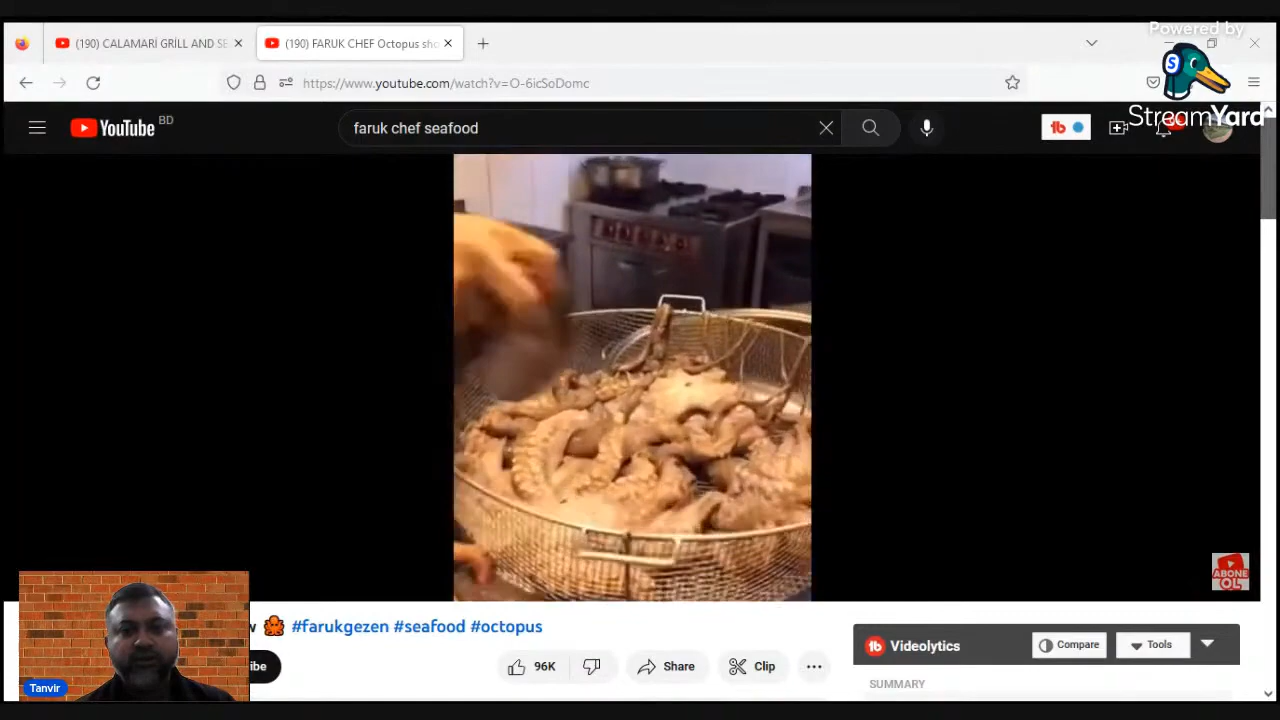 Powered by
StreamYard
(190) CALAMARİ GRİLL AND SE
(190) FARUK CHEF Octopus sho
https://www.youtube.com/watch?v=O-6icSoDomc
YouTube BD
faruk chef seafood
ABONE
OL
#farukgezen #seafood #octopus
Videolytics
Compare
Tools
96K
Share
Clip
SUMMARY
Tanvir